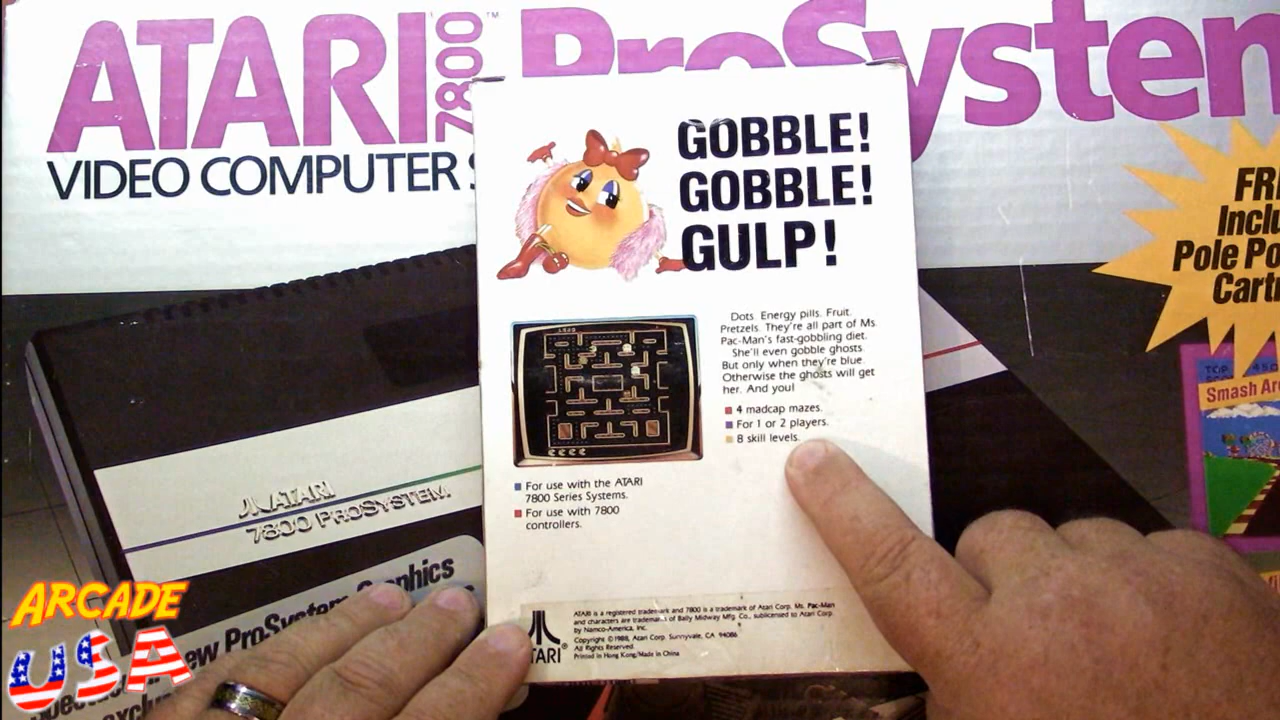 ATARI 7800™ ProSystem
VIDEO COMPUTER
GOBBLE!
GOBBLE!
GULP!
Dots. Energy pills. Fruit.
Pretzels. They're all part of Ms.
Pac-Man's fast-gobbling diet.
She'll even gobble ghosts.
But only when they're blue.
Otherwise the ghosts will get
her. And you!
4 madcap mazes.
For 1 or 2 players.
8 skill levels.
For use with the ATARI
7800 Series Systems.
For use with 7800
controllers.
ATARI is a registered trademark and 7800 is a trademark of Atari Corp. Ms. Pac-Man
and characters are trademarks of Bally Midway Mfg. Co., sublicensed to Atari Corp.
by Namco-America, Inc.
Copyright ©1988, Atari Corp. Sunnyvale, CA 94086
All Rights Reserved.
Printed in Hong Kong/Made in China
ATARI®
ATARI
7800 PROSYSTEM
ew ProSystem Graphics
FR
Inclu
Pole Po
Cart
TOP
Smash Ar
ARCADE
USA